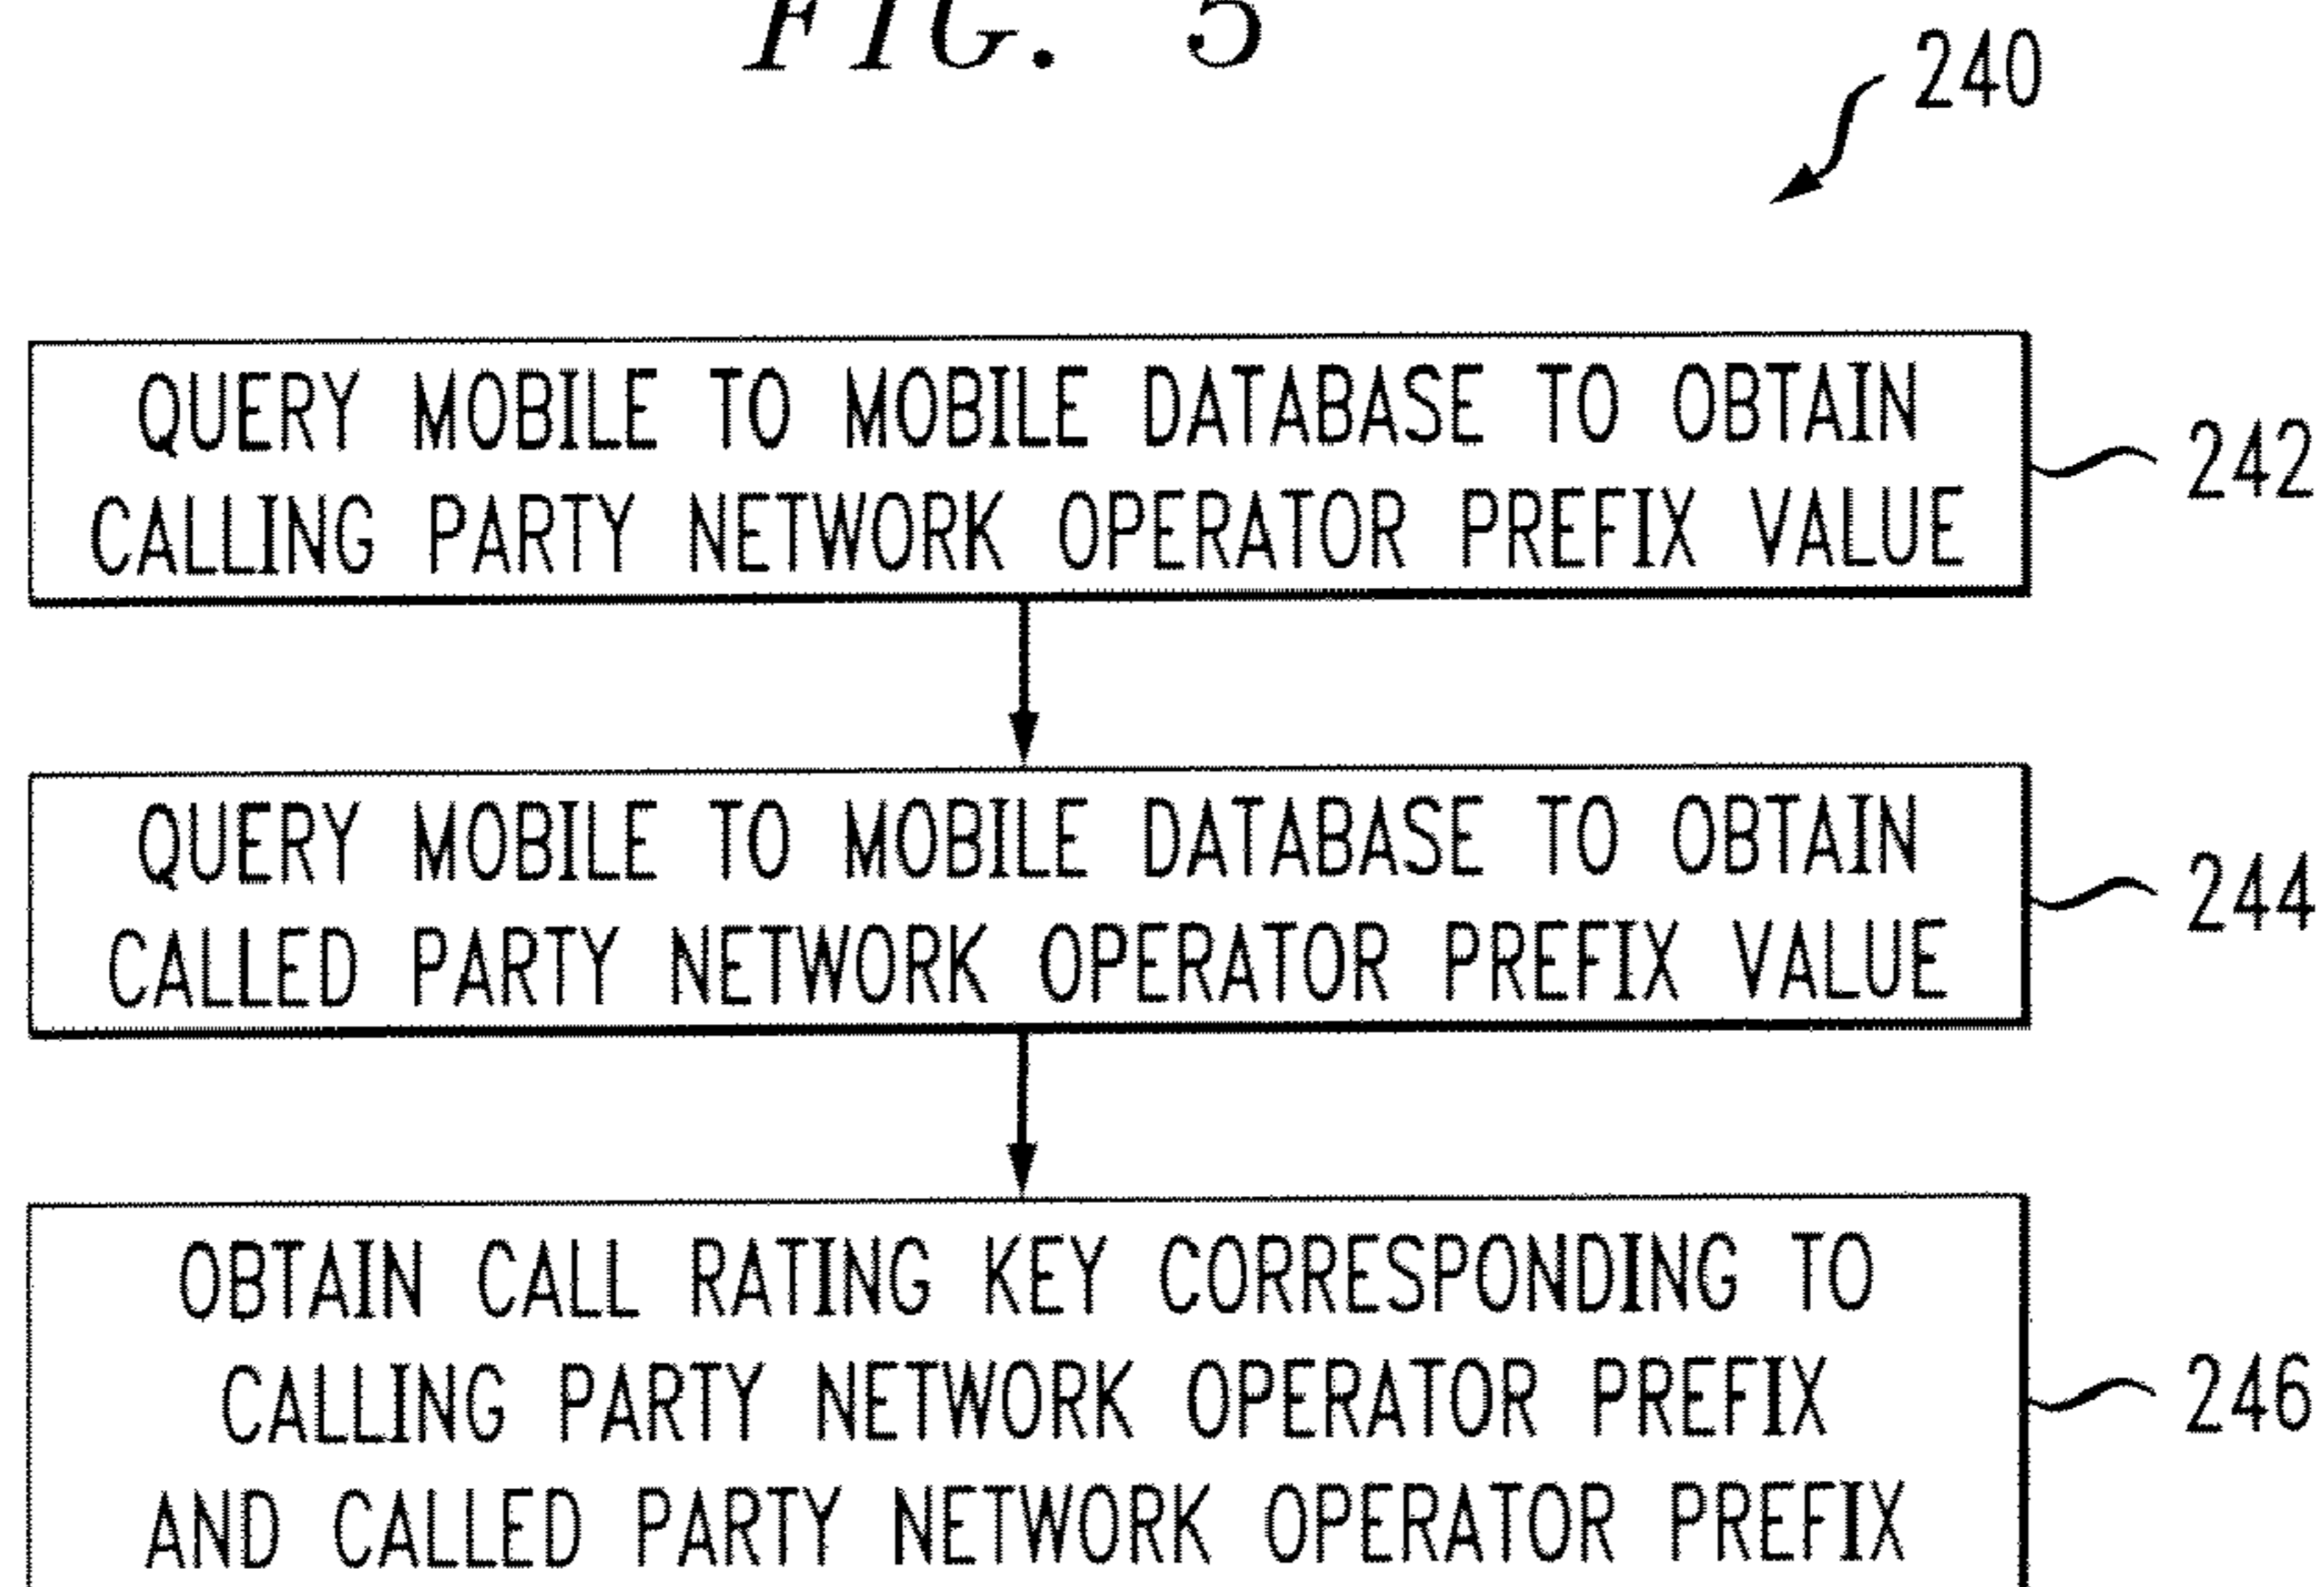 FIG. 5
240
QUERY MOBILE TO MOBILE DATABASE TO OBTAIN
CALLING PARTY NETWORK OPERATOR PREFIX VALUE
242
QUERY MOBILE TO MOBILE DATABASE TO OBTAIN
CALLED PARTY NETWORK OPERATOR PREFIX VALUE
244
OBTAIN CALL RATING KEY CORRESPONDING TO
CALLING PARTY NETWORK OPERATOR PREFIX
AND CALLED PARTY NETWORK OPERATOR PREFIX
246